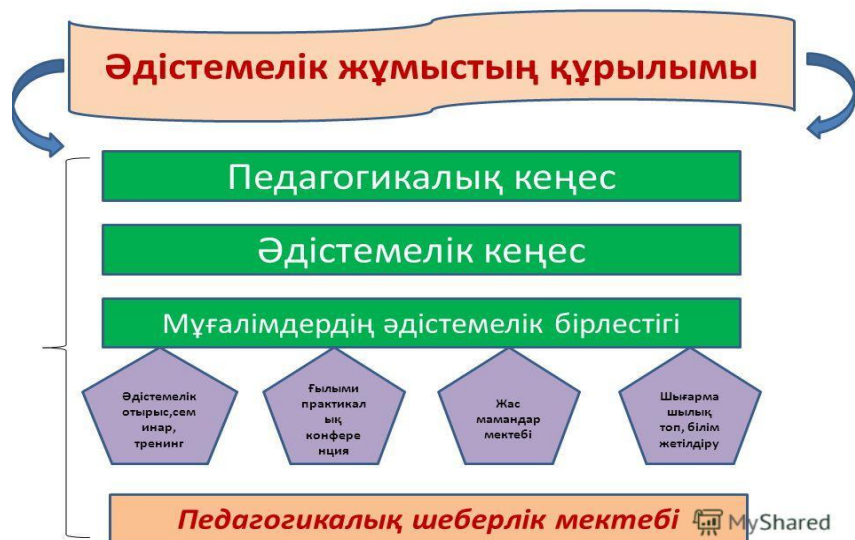 Әдістемелік жұмыстың құрылымы
Педагогикалық кеңес
Әдістемелік кеңес
Мұғалімдердің әдістемелік бірлестігі
Әдістемелік
отырыс,сем
инар,
тренинг
Ғылыми
практикал
ық
конфере
нция
Жас
мамандар
мектебі
Шығарма
шылық
топ, білім
жетілдіру
Педагогикалық шеберлік мектебі
MyShared